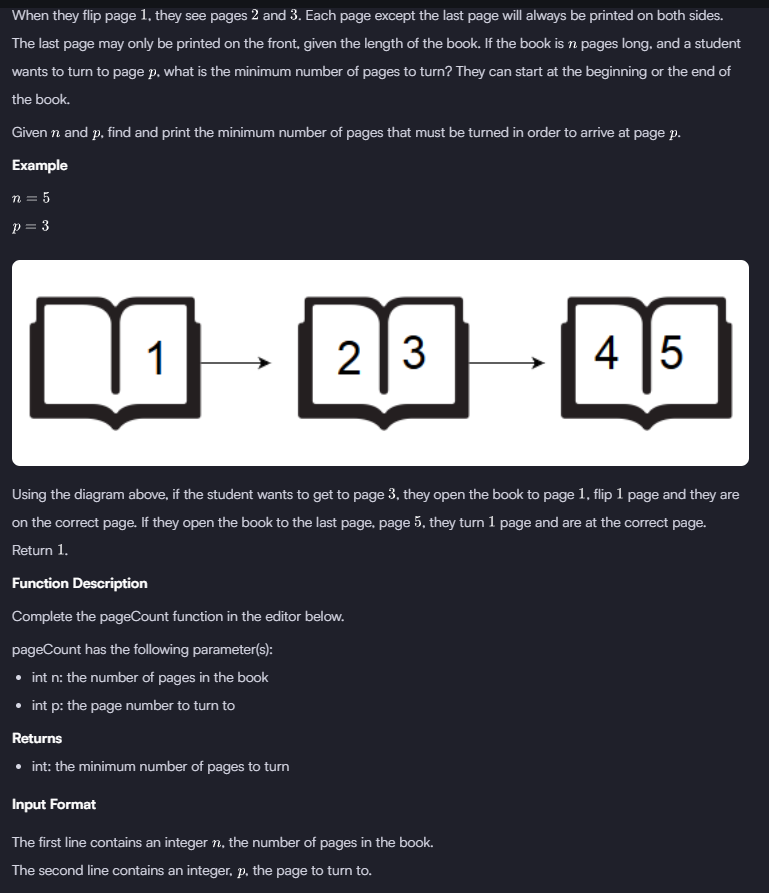 When they flip page 1, they see pages 2 and 3. Each page except the last page will always be printed on both sides.
The last page may only be printed on the front, given the length of the book. If the book is n pages long, and a student
wants to turn to page p, what is the minimum number of pages to turn? They can start at the beginning or the end of
the book.
Given n and p, find and print the minimum number of pages that must be turned in order to arrive at page p.
Example
n = 5
p = 3
1
2 3
4 5
Using the diagram above, if the student wants to get to page 3, they open the book to page 1, flip 1 page and they are
on the correct page. If they open the book to the last page, page 5, they turn 1 page and are at the correct page.
Return 1.
Function Description
Complete the pageCount function in the editor below.
pageCount has the following parameter(s):
• int n: the number of pages in the book
• int p: the page number to turn to
Returns
• int: the minimum number of pages to turn
Input Format
The first line contains an integer n, the number of pages in the book.
The second line contains an integer, p, the page to turn to.